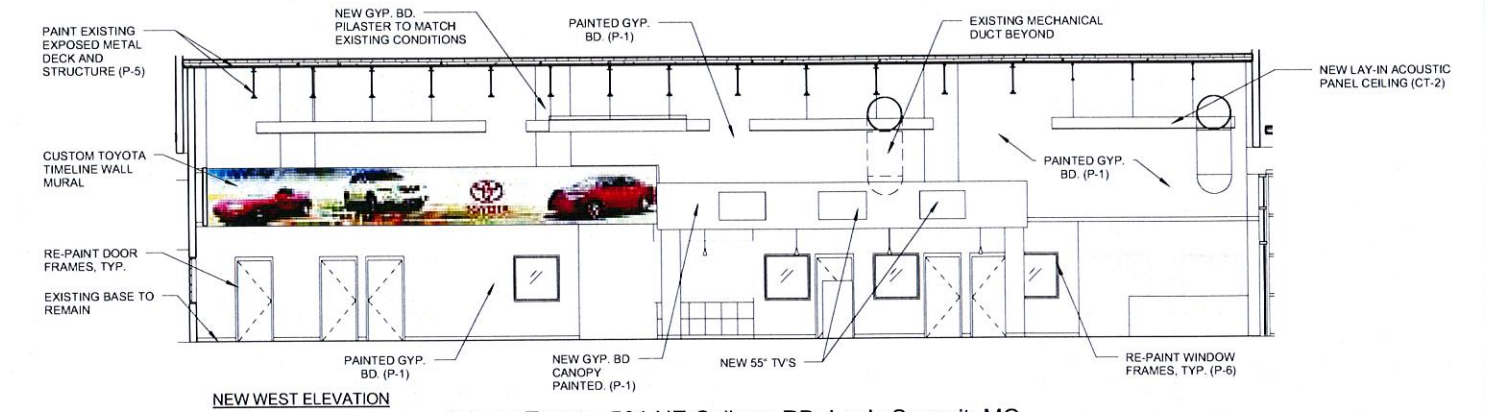 PAINT EXISTING
EXPOSED METAL
DECK AND
STRUCTURE (P-5)
NEW GYP. BD.
PILASTER TO MATCH
EXISTING CONDITIONS
PAINTED GYP.
BD. (P-1)
EXISTING MECHANICAL
DUCT BEYOND
NEW LAY-IN ACOUSTIC
PANEL CEILING (CT-2)
CUSTOM TOYOTA
TIMELINE WALL
MURAL
TOYOTA
PAINTED GYP.
BD. (P-1)
RE-PAINT DOOR
FRAMES, TYP.
EXISTING BASE TO
REMAIN
PAINTED GYP.
BD. (P-1)
NEW GYP. BD
CANOPY
PAINTED. (P-1)
NEW 55" TV'S
RE-PAINT WINDOW
FRAMES, TYP. (P-6)
NEW WEST ELEVATION